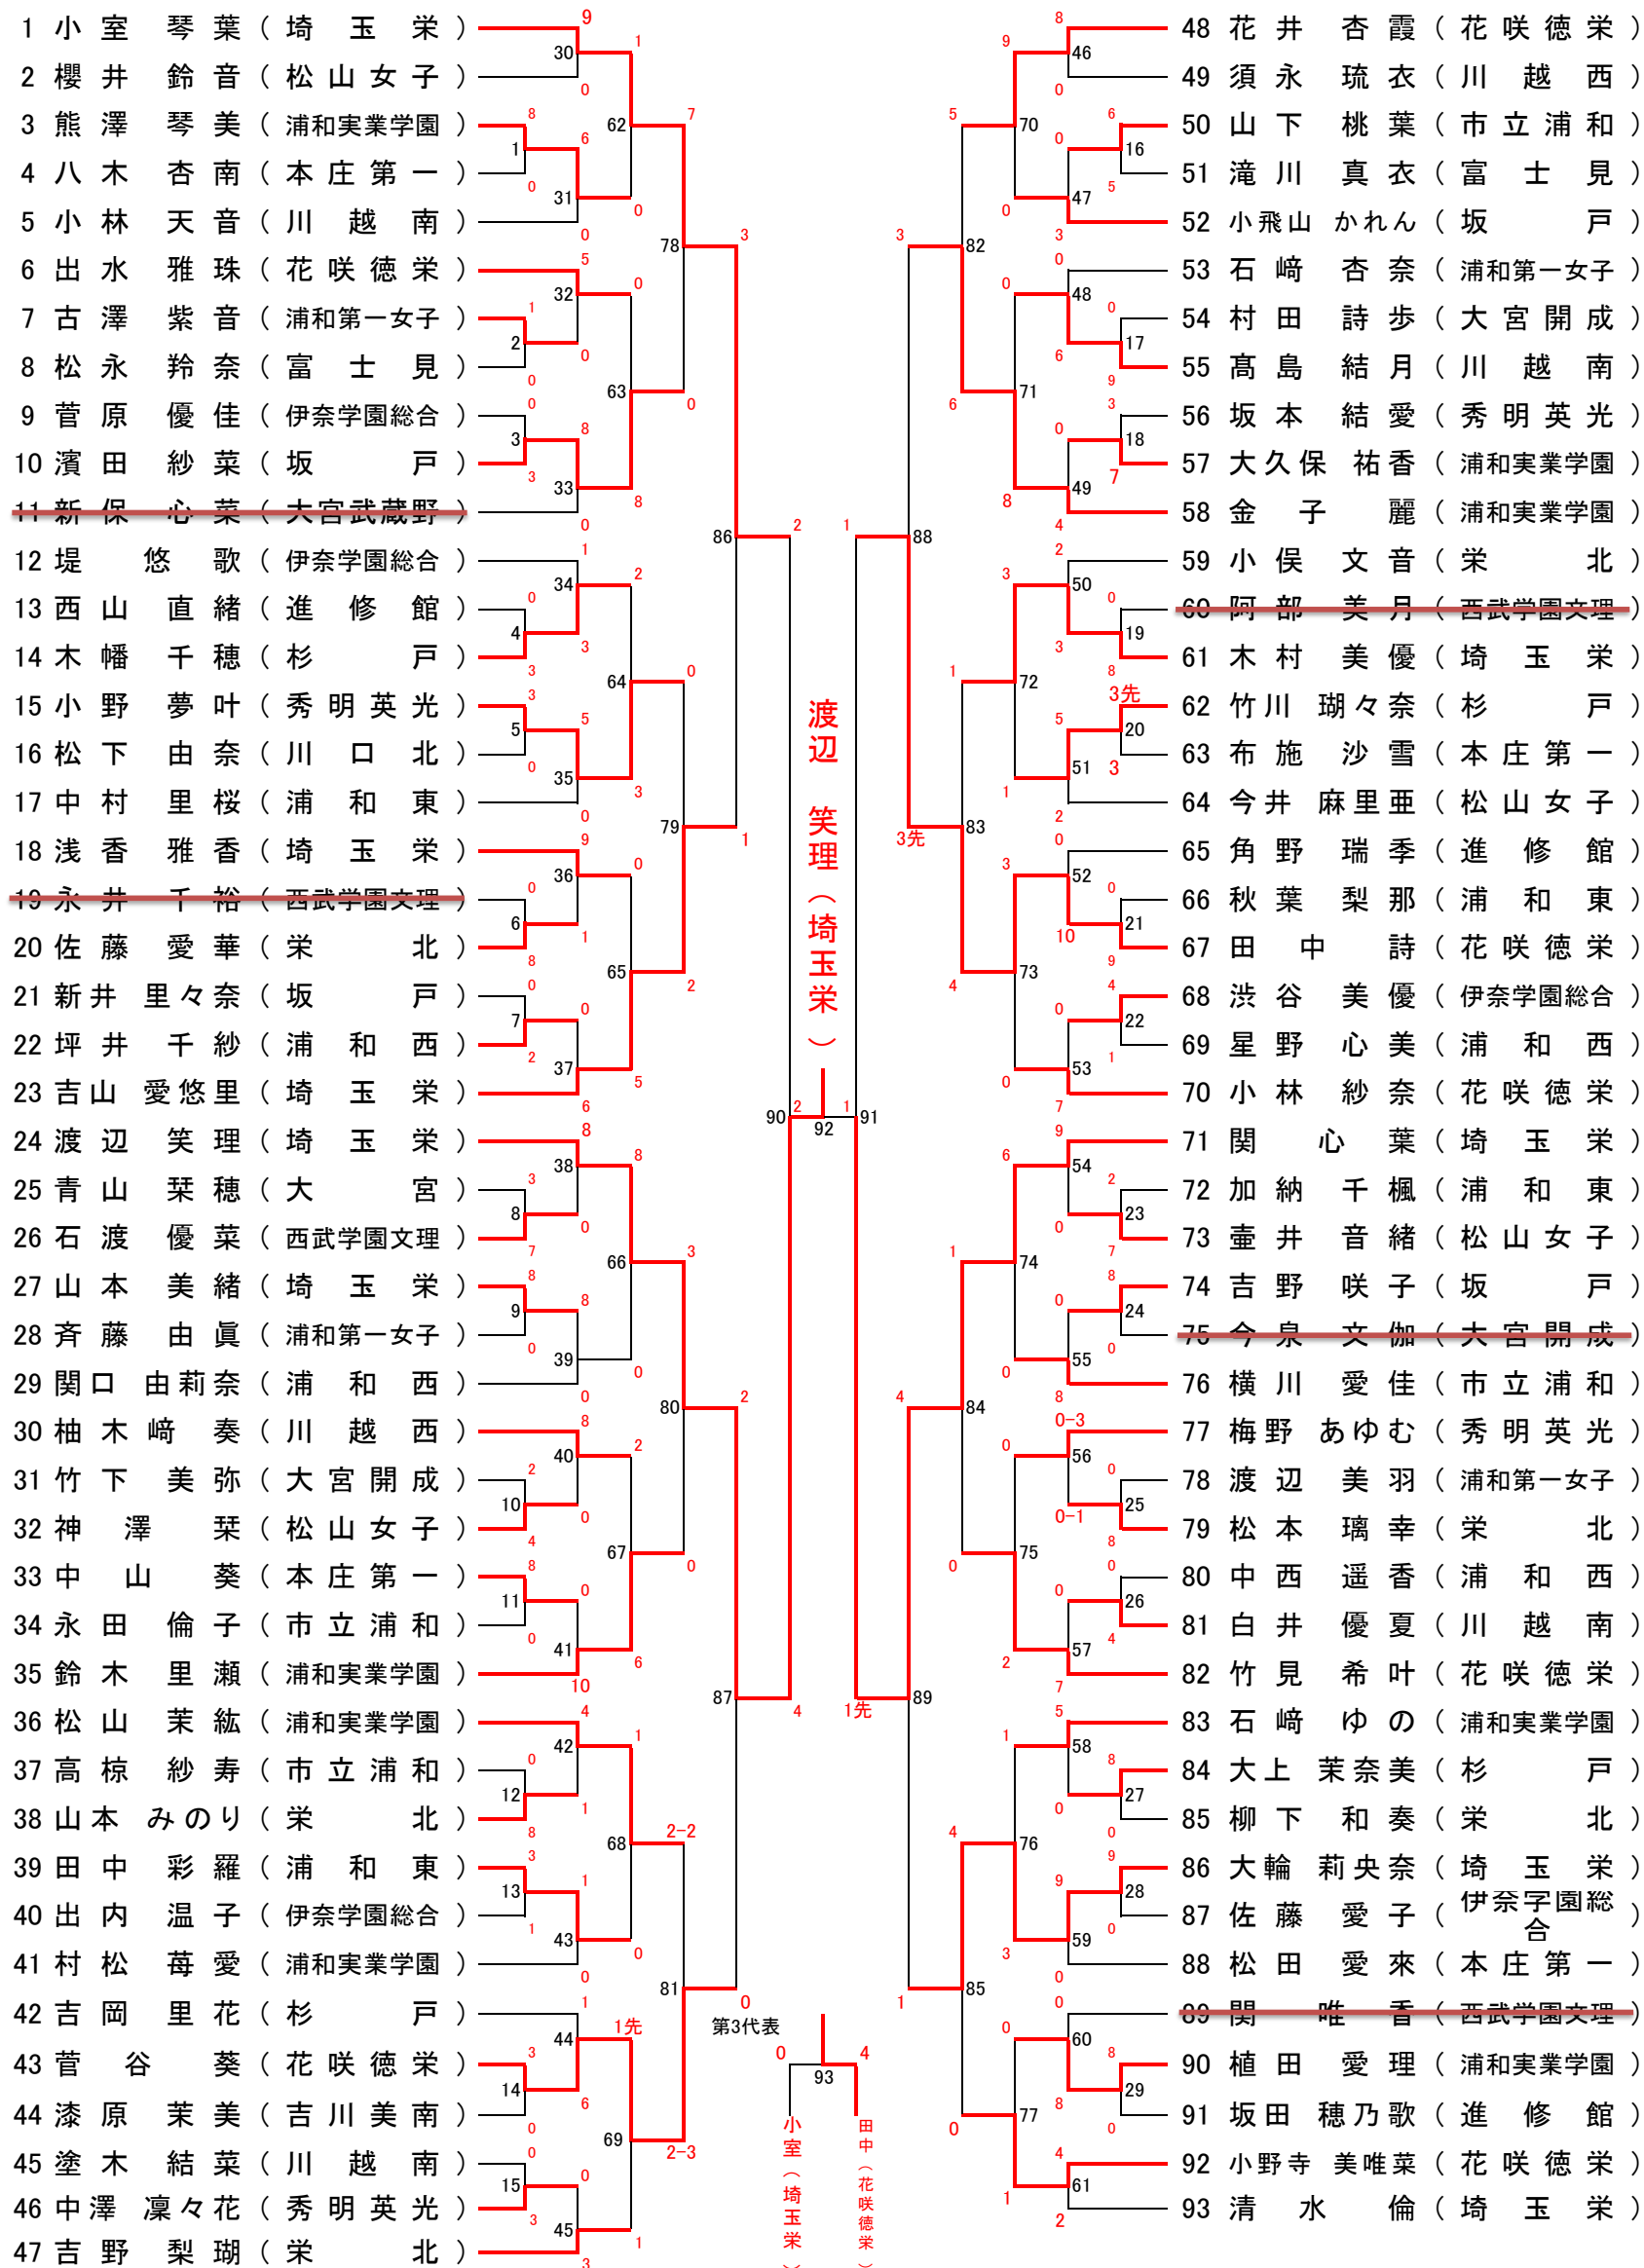 1 小室 琴葉 （ 埼玉栄 ）
2 櫻井 鈴音 （ 松山女子 ）
3 熊澤 琴美 （ 浦和実業学園 ）
4 八木 杏南 （ 本庄第一 ）
5 小林 天音 （ 川越南 ）
6 出水 雅珠 （ 花咲徳栄 ）
7 古澤 紫音 （ 浦和第一女子 ）
8 松永 羚奈 （ 富士見 ）
9 菅原 優佳 （ 伊奈学園総合 ）
10 濱田 紗菜 （ 坂戸 ）
11 新保 心菜 （ 大宮武蔵野 ）
12 堤 悠歌 （ 伊奈学園総合 ）
13 西山 直緒 （ 進修館 ）
14 木幡 千穂 （ 杉戸 ）
15 小野 夢叶 （ 秀明英光 ）
16 松下 由奈 （ 川口北 ）
17 中村 里桜 （ 浦和東 ）
18 浅香 雅香 （ 埼玉栄 ）
19 永井 千裕 （ 西武学園文理 ）
20 佐藤 愛華 （ 栄北 ）
21 新井 里々奈 （ 坂戸 ）
22 坪井 千紗 （ 浦和西 ）
23 吉山 愛悠里 （ 埼玉栄 ）
24 渡辺 笑理 （ 埼玉栄 ）
25 青山 栞穂 （ 大宮 ）
26 石渡 優菜 （ 西武学園文理 ）
27 山本 美緒 （ 埼玉栄 ）
28 斉藤 由眞 （ 浦和第一女子 ）
29 関口 由莉奈 （ 浦和西 ）
30 柚木﨑 奏 （ 川越西 ）
31 竹下 美弥 （ 大宮開成 ）
32 神澤 栞 （ 松山女子 ）
33 中山 葵 （ 本庄第一 ）
34 永田 倫子 （ 市立浦和 ）
35 鈴木 里瀬 （ 浦和実業学園 ）
36 松山 茉紘 （ 浦和実業学園 ）
37 高椋 紗寿 （ 市立浦和 ）
38 山本 みのり （ 栄北 ）
39 田中 彩羅 （ 浦和東 ）
40 出内 温子 （ 伊奈学園総合 ）
41 村松 苺愛 （ 浦和実業学園 ）
42 吉岡 里花 （ 杉戸 ）
43 菅谷 葵 （ 花咲徳栄 ）
44 漆原 茉美 （ 吉川美南 ）
45 塗木 結菜 （ 川越南 ）
46 中澤 凜々花 （ 秀明英光 ）
47 吉野 梨瑚 （ 栄北 ）
渡辺 笑理（埼玉栄）
90 2 92 1 91
第3代表
0 93 4
小室（埼玉栄）
田中（花咲徳栄）
48 花井 杏霞 （ 花咲徳栄 ）
49 須永 琉衣 （ 川越西 ）
50 山下 桃葉 （ 市立浦和 ）
51 滝川 真衣 （ 富士見 ）
52 小飛山 かれん （ 坂戸 ）
53 石﨑 杏奈 （ 浦和第一女子 ）
54 村田 詩歩 （ 大宮開成 ）
55 髙島 結月 （ 川越南 ）
56 坂本 結愛 （ 秀明英光 ）
57 大久保 祐香 （ 浦和実業学園 ）
58 金子 麗 （ 浦和実業学園 ）
59 小俣 文音 （ 栄北 ）
60 阿部 美月 （ 西武学園文理 ）
61 木村 美優 （ 埼玉栄 ）
62 竹川 瑚々奈 （ 杉戸 ）
63 布施 沙雪 （ 本庄第一 ）
64 今井 麻里亜 （ 松山女子 ）
65 角野 瑞季 （ 進修館 ）
66 秋葉 梨那 （ 浦和東 ）
67 田中 詩 （ 花咲徳栄 ）
68 渋谷 美優 （ 伊奈学園総合 ）
69 星野 心美 （ 浦和西 ）
70 小林 紗奈 （ 花咲徳栄 ）
71 関 心葉 （ 埼玉栄 ）
72 加納 千楓 （ 浦和東 ）
73 壷井 音緒 （ 松山女子 ）
74 吉野 咲子 （ 坂戸 ）
75 今泉 文伽 （ 大宮開成 ）
76 横川 愛佳 （ 市立浦和 ）
77 梅野 あゆむ （ 秀明英光 ）
78 渡辺 美羽 （ 浦和第一女子 ）
79 松本 璃幸 （ 栄北 ）
80 中西 遥香 （ 浦和西 ）
81 白井 優夏 （ 川越南 ）
82 竹見 希叶 （ 花咲徳栄 ）
83 石﨑 ゆの （ 浦和実業学園 ）
84 大上 茉奈美 （ 杉戸 ）
85 柳下 和奏 （ 栄北 ）
86 大輪 莉央奈 （ 埼玉栄 ）
87 佐藤 愛子 （ 伊奈学園総合 ）
88 松田 愛來 （ 本庄第一 ）
89 関 唯香 （ 西武学園文理 ）
90 植田 愛理 （ 浦和実業学園 ）
91 坂田 穂乃歌 （ 進修館 ）
92 小野寺 美唯菜 （ 花咲徳栄 ）
93 清水 倫 （ 埼玉栄 ）